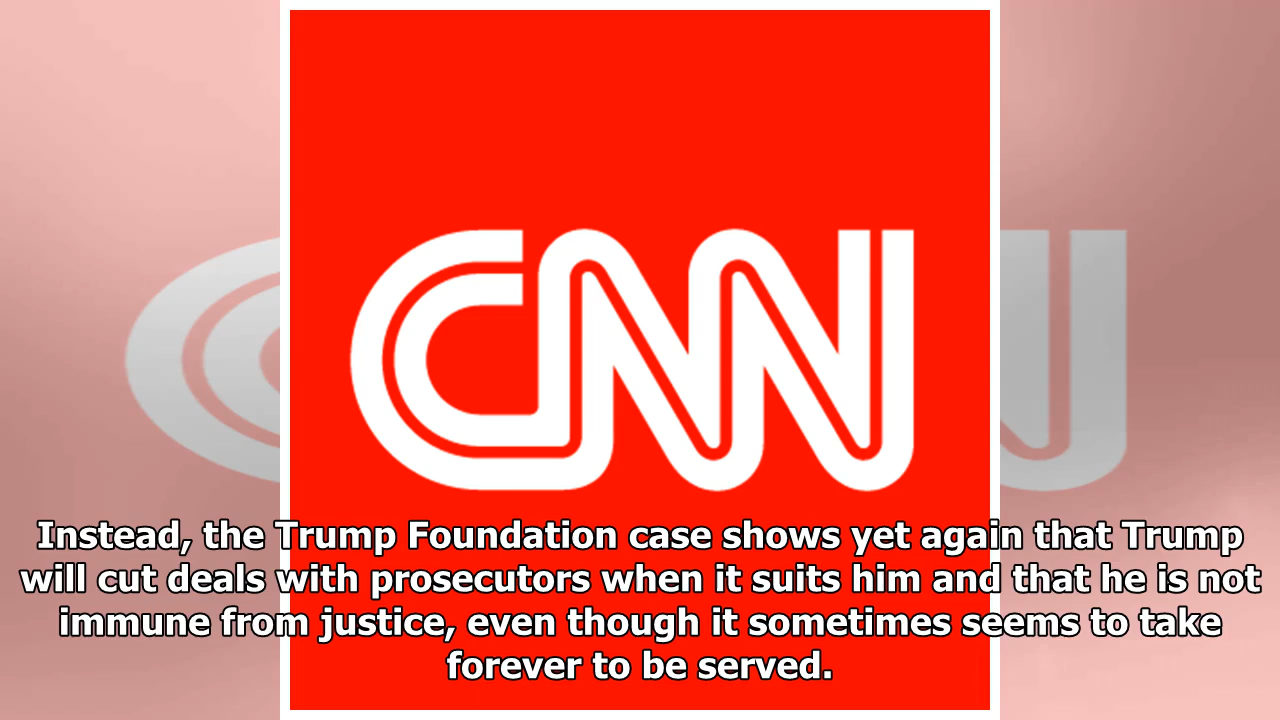 CNN
Instead, the Trump Foundation case shows yet again that Trump
will cut deals with prosecutors when it suits him and that he is not
immune from justice, even though it sometimes seems to take
forever to be served.